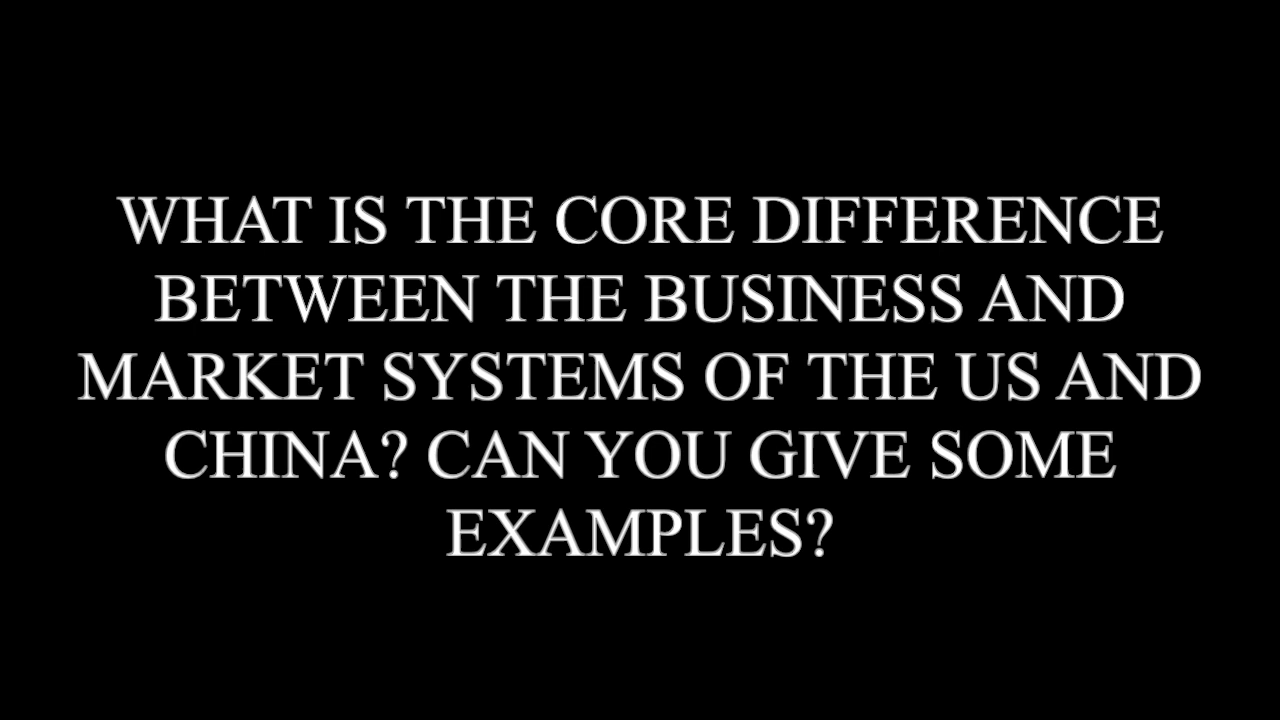 WHAT IS THE CORE DIFFERENCE
BETWEEN THE BUSINESS AND
MARKET SYSTEMS OF THE US AND
CHINA? CAN YOU GIVE SOME
EXAMPLES?